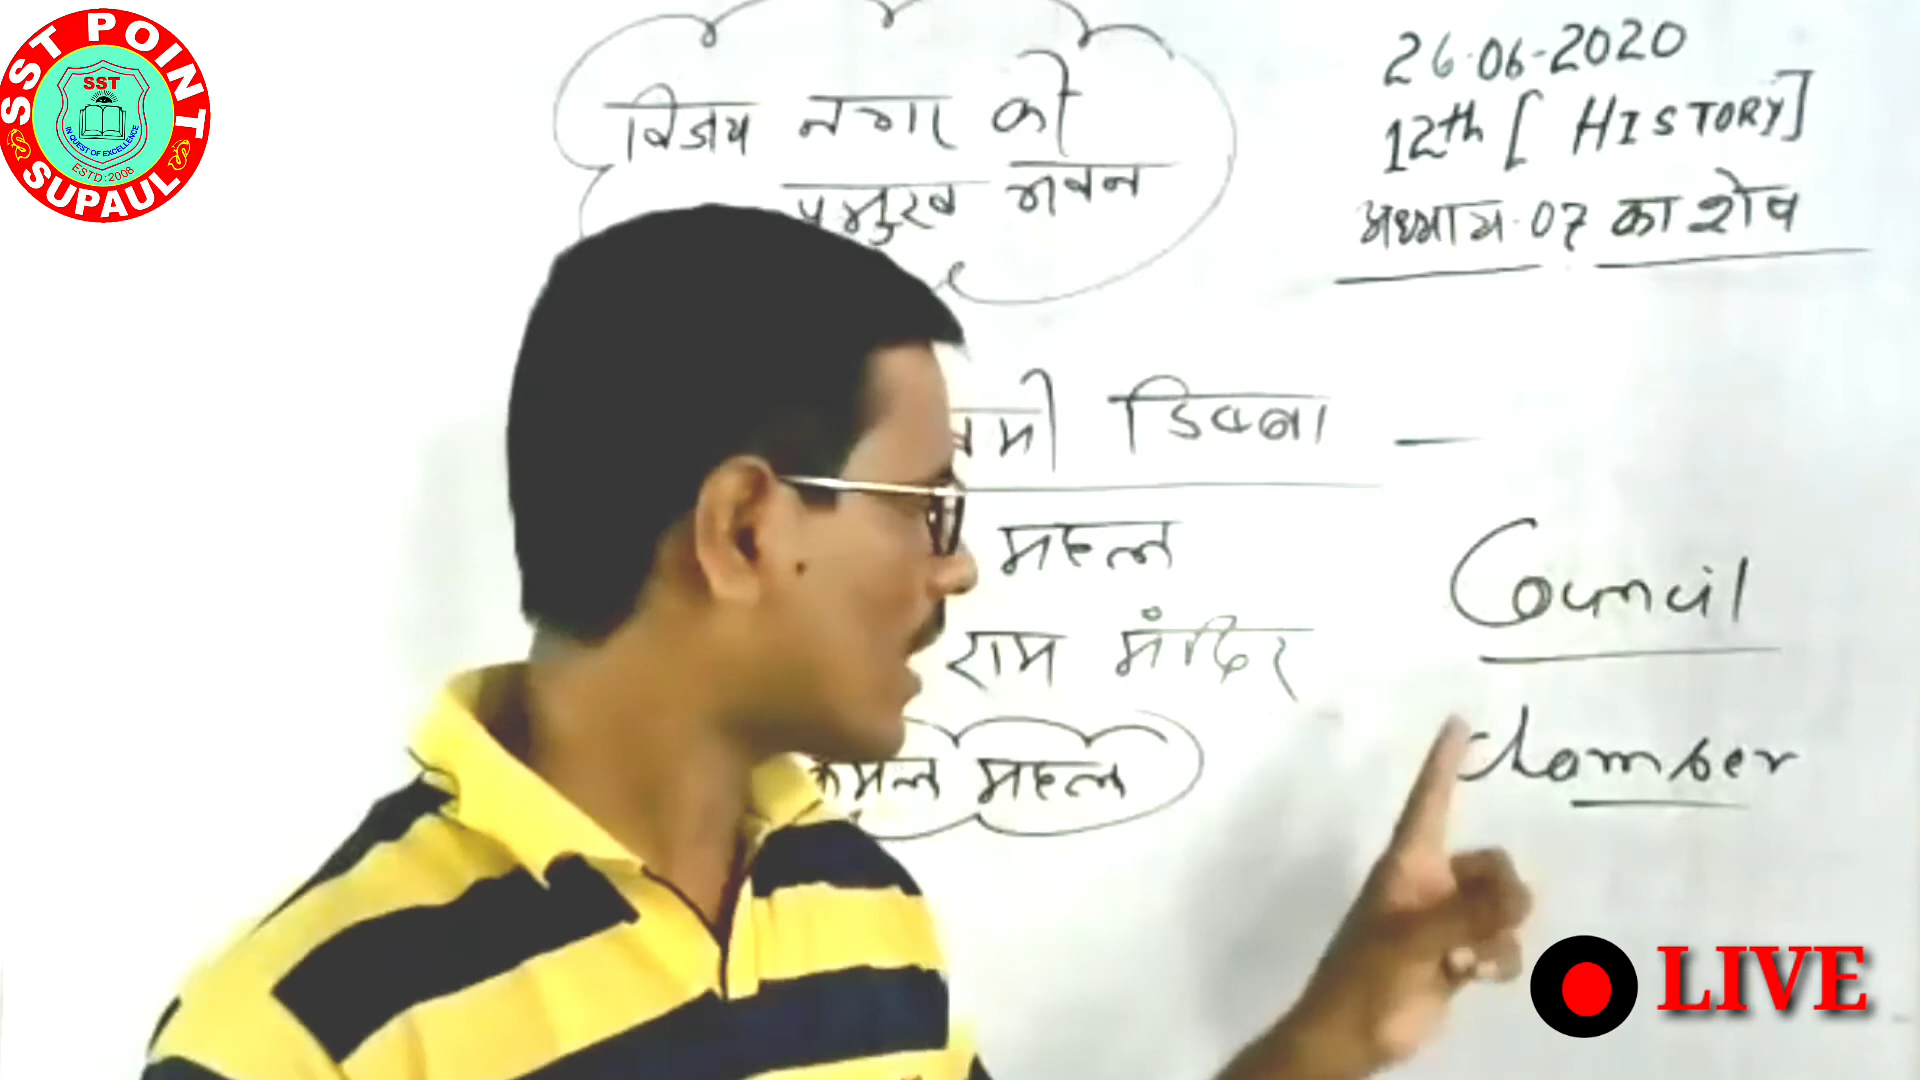 SST POINT
SST
IN QUEST OF EXCELLENCE
ESTD:2008
SUPAUL
विजय नगर की
प्रमुख भवन
26-06-2020
12th [HISTORY]
अध्याय-07 का शेष
डिब्बा —
महल
राम मंदिर
कमल महल
Council
Chamber
LIVE